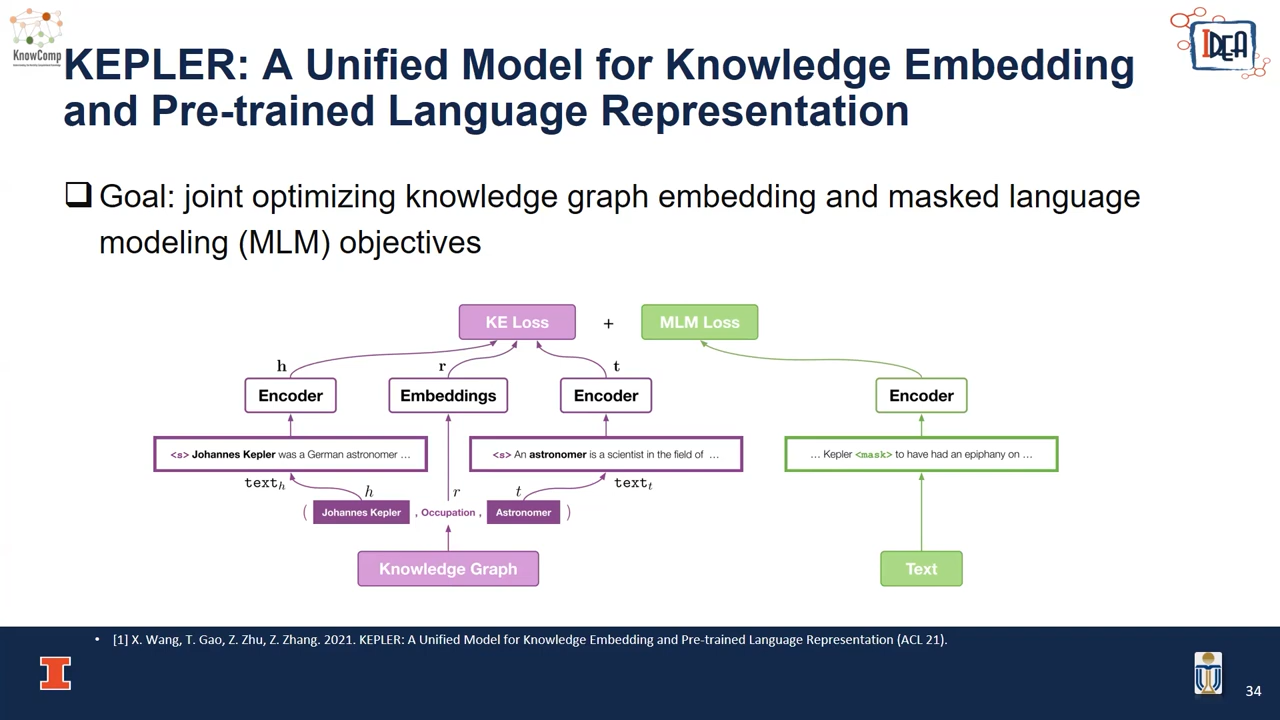 KnowComp
IDEA
KEPLER: A Unified Model for Knowledge Embedding
and Pre-trained Language Representation
❑ Goal: joint optimizing knowledge graph embedding and masked language
modeling (MLM) objectives
KE Loss + MLM Loss
h r t
Encoder Embeddings Encoder Encoder
<s> Johannes Kepler was a German astronomer ... <s> An astronomer is a scientist in the field of ... ... Kepler <mask> to have had an epiphany on ...
text_h h r t text_t
( Johannes Kepler , Occupation , Astronomer )
Knowledge Graph Text
• [1] X. Wang, T. Gao, Z. Zhu, Z. Zhang. 2021. KEPLER: A Unified Model for Knowledge Embedding and Pre-trained Language Representation (ACL 21).
I
34